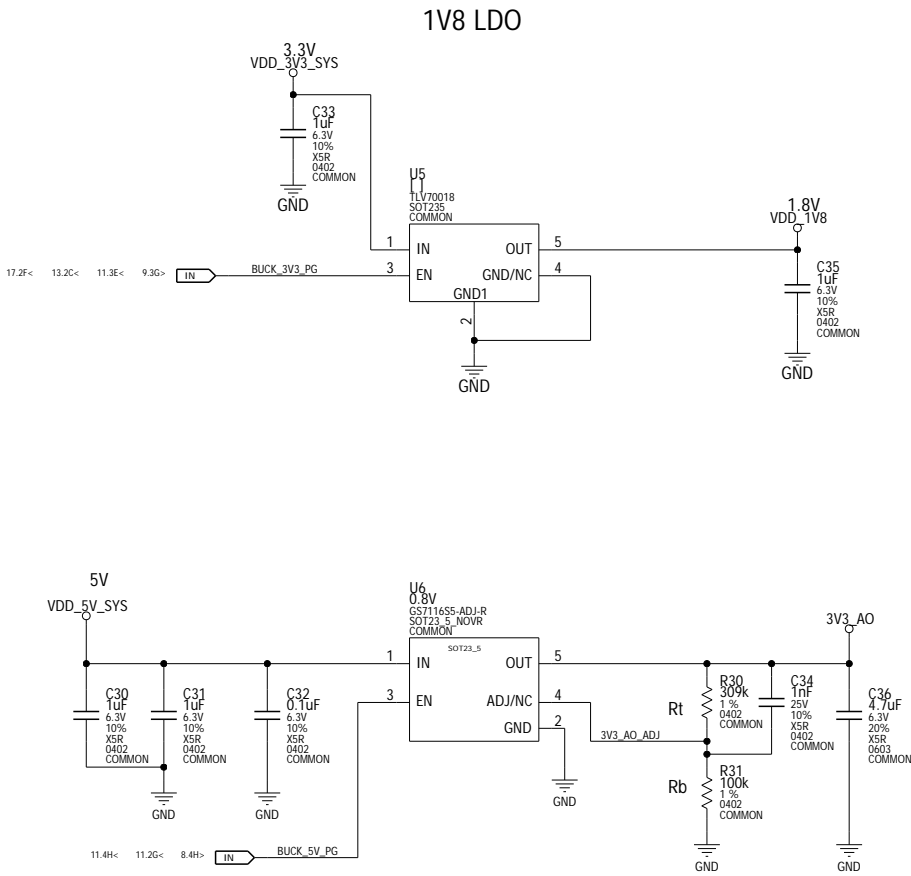 1V8 LDO
3.3V
VDD_3V3_SYS
C33
1uF
6.3V
10%
X5R
0402
COMMON
GND
U5
[ ]
TLV70018
SOT235
COMMON
1 IN
OUT 5
3 EN
GND/NC 4
GND1
2
GND
17.2F< 13.2C< 11.3E< 9.3G> IN BUCK_3V3_PG
1.8V
VDD_1V8
C35
1uF
6.3V
10%
X5R
0402
COMMON
GND
5V
VDD_5V_SYS
C30
1uF
6.3V
10%
X5R
0402
COMMON
C31
1uF
6.3V
10%
X5R
0402
COMMON
GND
C32
0.1uF
6.3V
10%
X5R
0402
COMMON
GND
U6
0.8V
GS7116S5-ADJ-R
SOT23_5_NOVR
COMMON
SOT23_5
1 IN
OUT 5
3 EN
ADJ/NC 4
GND 2
GND
3V3_AO_ADJ
11.4H< 11.2G< 8.4H> IN BUCK_5V_PG
3V3_AO
Rt
R30
309k
1 %
0402
COMMON
C34
1nF
25V
10%
X5R
0402
COMMON
C36
4.7uF
6.3V
20%
X5R
0603
COMMON
Rb
R31
100k
1 %
0402
COMMON
GND
GND